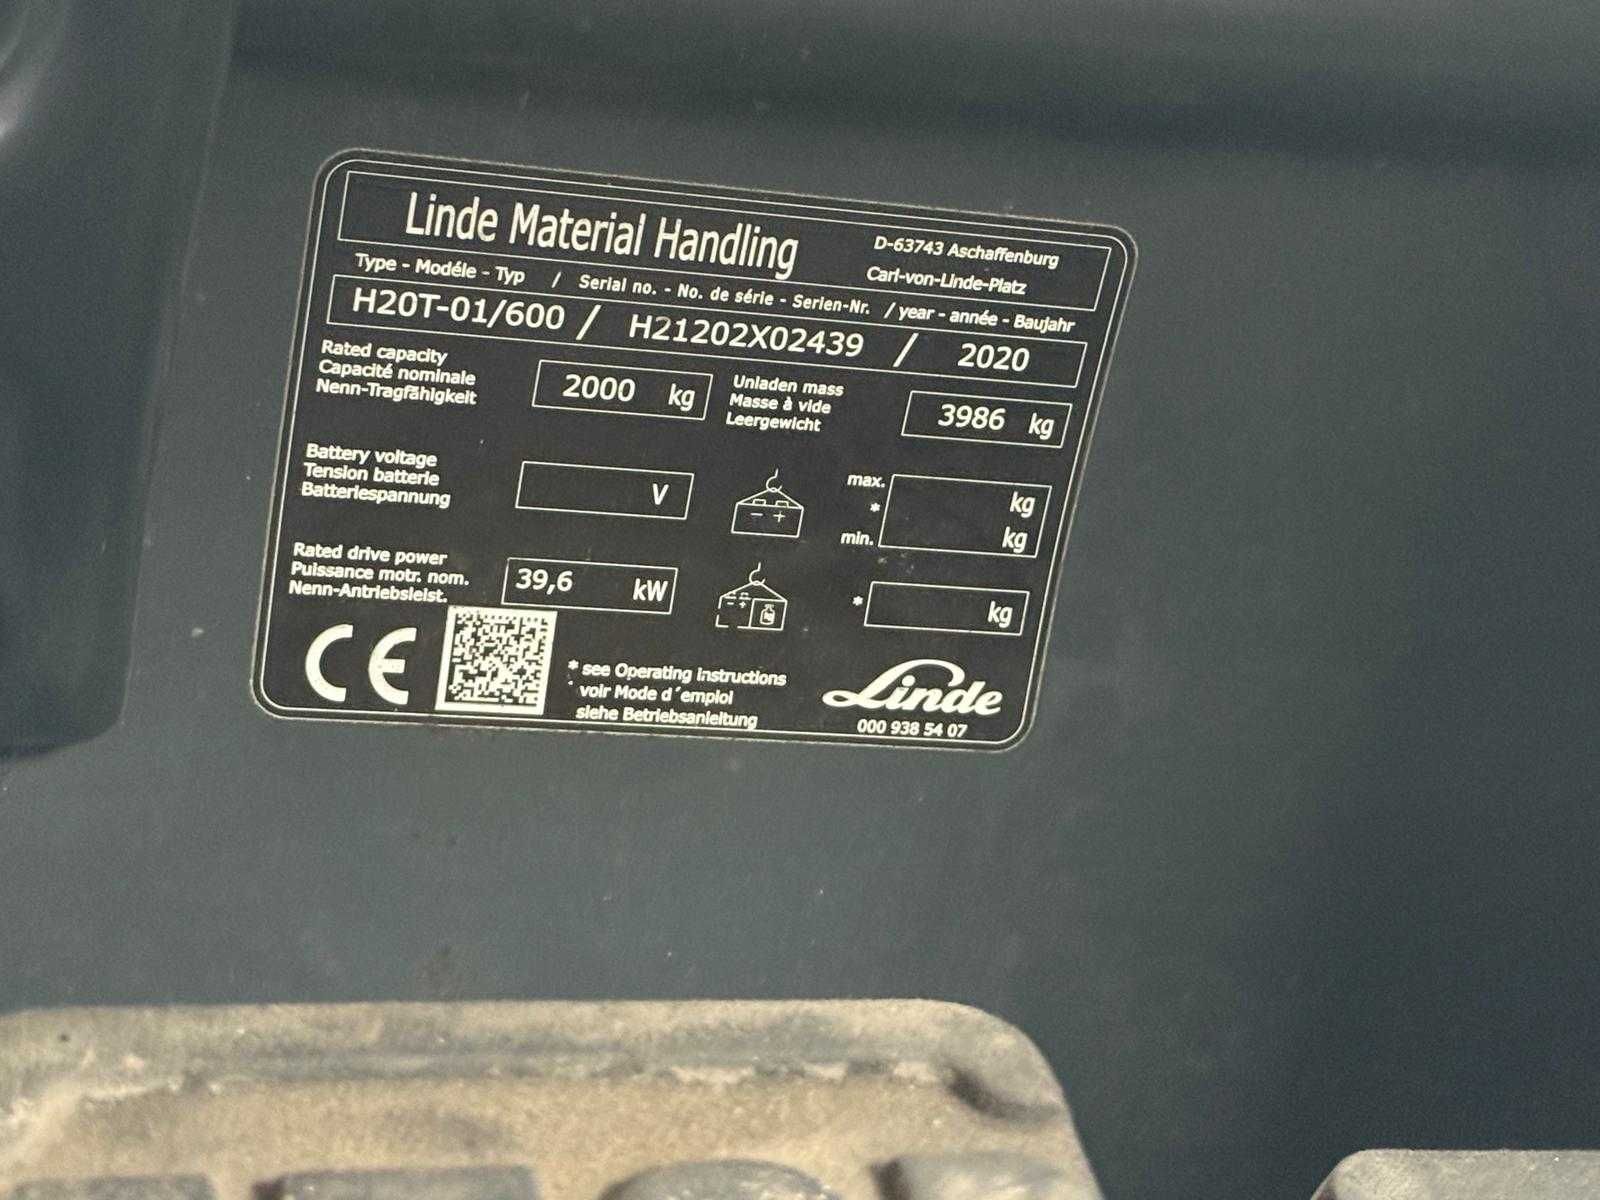 Linde Material Handling
D-63743 Aschaffenburg
Carl-von-Linde-Platz
Type - Modéle - Typ / Serial no. - No. de série - Serien-Nr. / year - année - Baujahr
H20T-01/600 / H21202X02439 / 2020
Rated capacity
Capacité nominale
Nenn-Tragfähigkeit
2000 kg
Unladen mass
Masse à vide
Leergewicht
3986 kg
Battery voltage
Tension batterie
Batteriespannung
V
- +
max.
*
min.
kg
kg
Rated drive power
Puissance motr. nom.
Nenn-Antriebsleist.
39,6 kW
- +
* kg
CE
* see Operating instructions
voir Mode d´emploi
siehe Betriebsanleitung
Linde
000 938 54 07